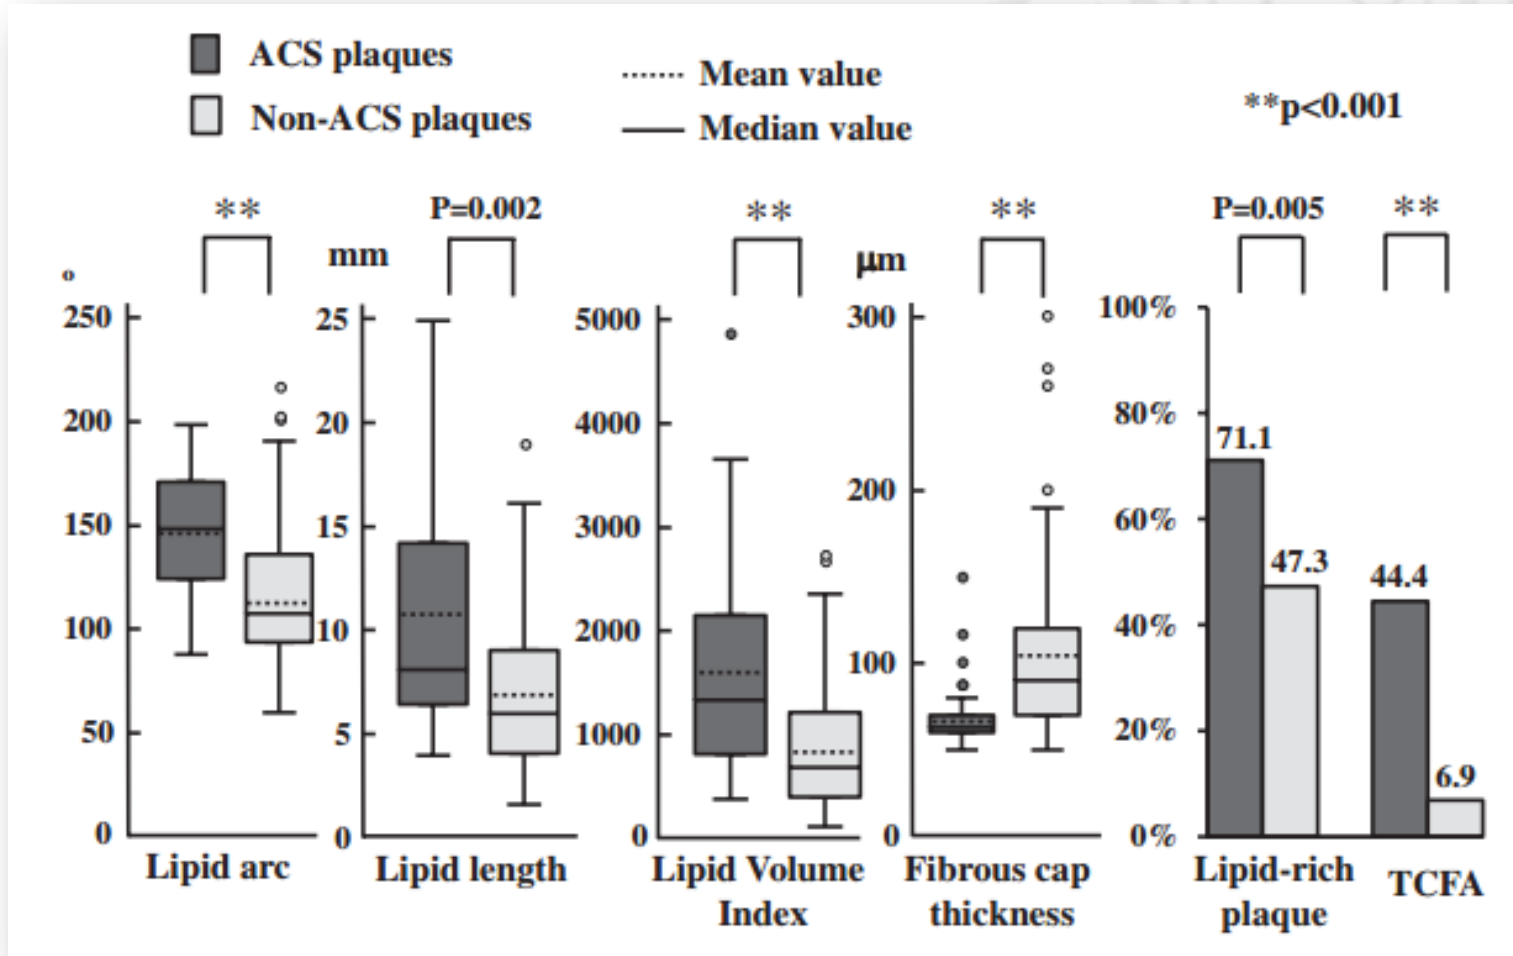 ACS plaques
Non-ACS plaques
Mean value
Median value
**p<0.001
**
P=0.002
**
**
P=0.005
**
o
250
200
150
100
50
0
Lipid arc
mm
25
20
15
10
5
0
Lipid length
5000
4000
3000
2000
1000
0
Lipid Volume
Index
μm
300
200
100
0
Fibrous cap
thickness
100%
80%
60%
40%
20%
0%
71.1
47.3
44.4
6.9
Lipid-rich
plaque
TCFA